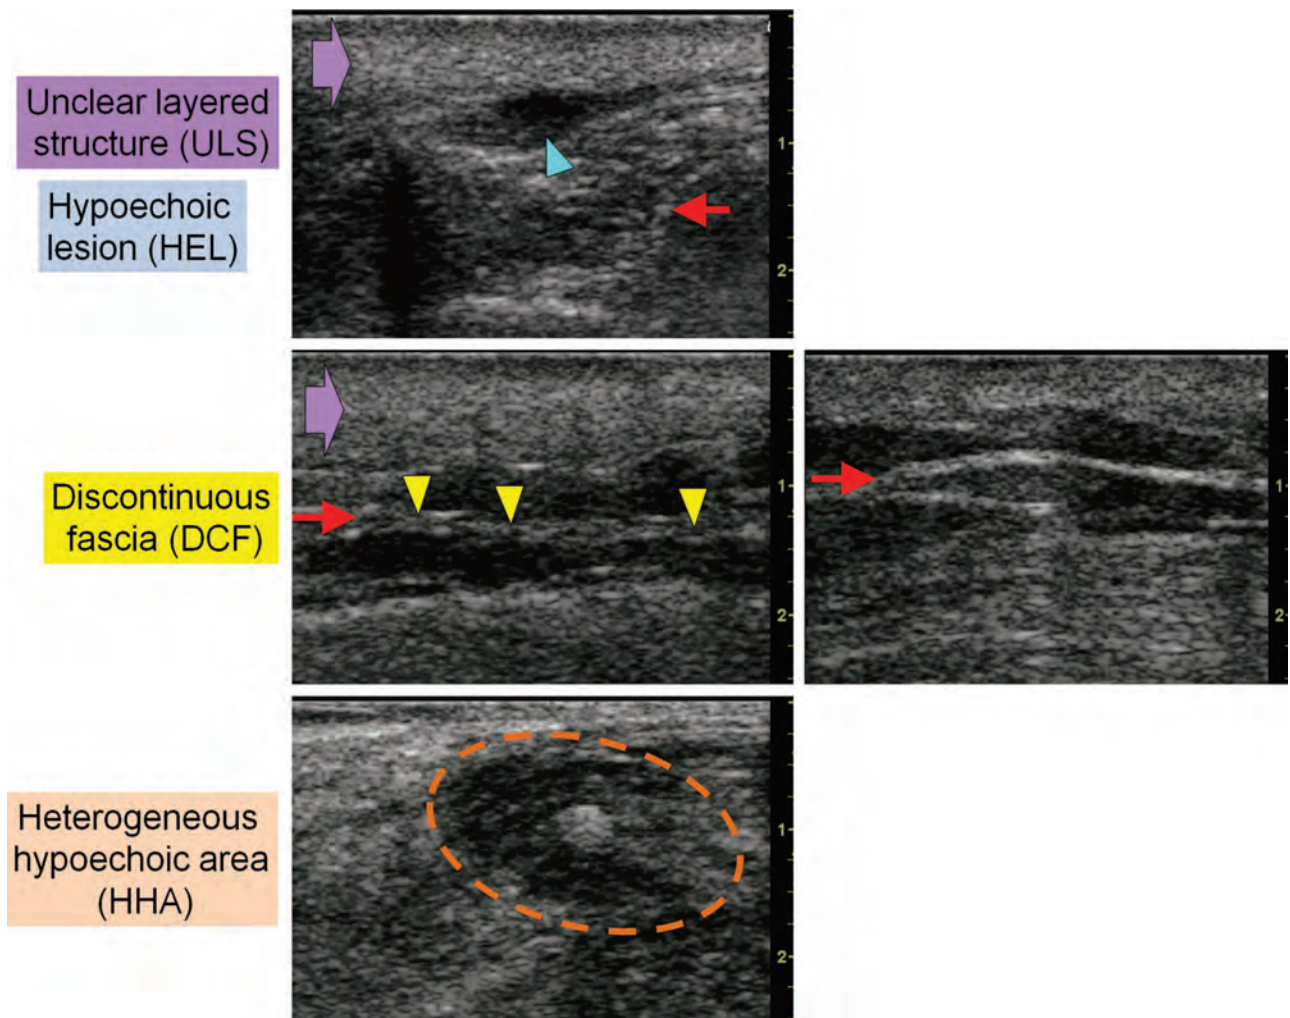 Unclear layered
structure (ULS)
Hypoechoic
lesion (HEL)
1
2
Discontinuous
fascia (DCF)
1
2
1
2
Heterogeneous
hypoechoic area
(HHA)
1
2